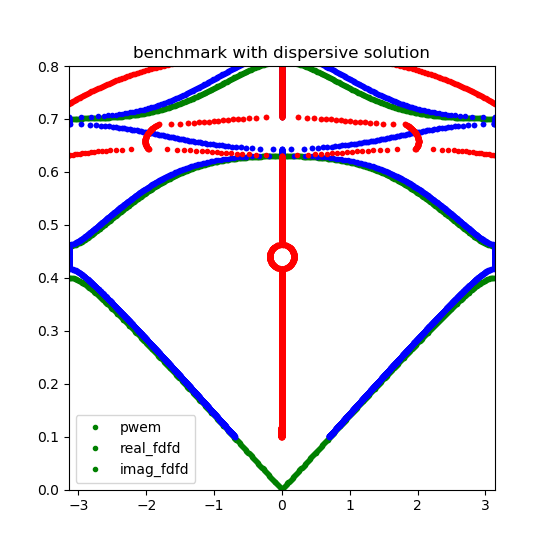 benchmark with dispersive solution
0.8
0.7
0.6
0.5
0.4
0.3
0.2
0.1
0.0
pwem
real_fdfd
imag_fdfd
−3 −2 −1 0 1 2 3